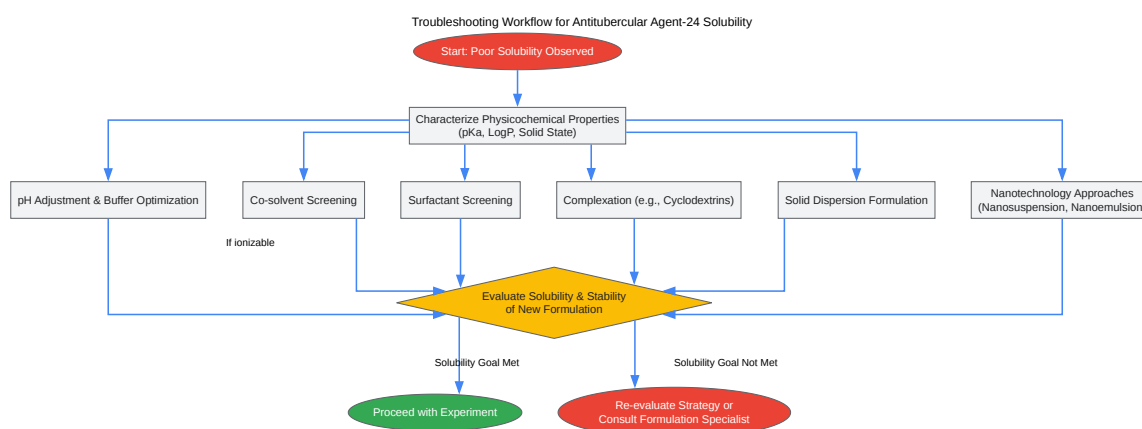 Troubleshooting Workflow for Antitubercular Agent-24 Solubility
Start: Poor Solubility Observed
Characterize Physicochemical Properties
(pKa, LogP, Solid State)
pH Adjustment & Buffer Optimization
Co-solvent Screening
Surfactant Screening
Complexation (e.g., Cyclodextrins)
Solid Dispersion Formulation
Nanotechnology Approaches
(Nanosuspension, Nanoemulsion
If ionizable
Evaluate Solubility & Stability
of New Formulation
Solubility Goal Met
Solubility Goal Not Met
Proceed with Experiment
Re-evaluate Strategy or
Consult Formulation Specialist